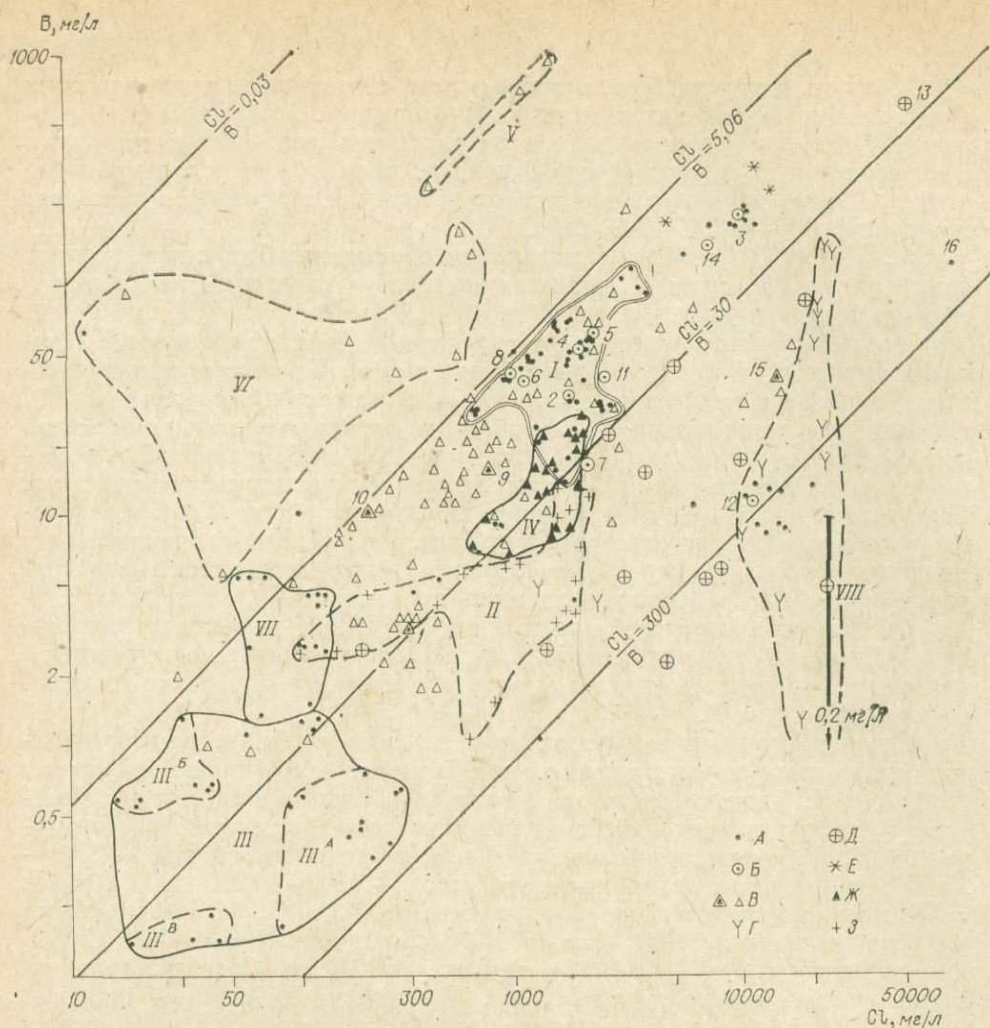 В, мг/л
1000
Cl/В = 0,03
V
Cl/В = 5,06
13
3
14
16
VI
Cl/В = 30
50
8
4
5
I
6
11
2
15
10
9
7
12
10
IV
II
VIII
VII
Cl/В = 300
2
0,2 мг/л
III Б
0,5
III
III А
III В
А
Д
Б
Е
В
Ж
Г
З
10
50
300
1000
10000
50000
Cl, мг/л